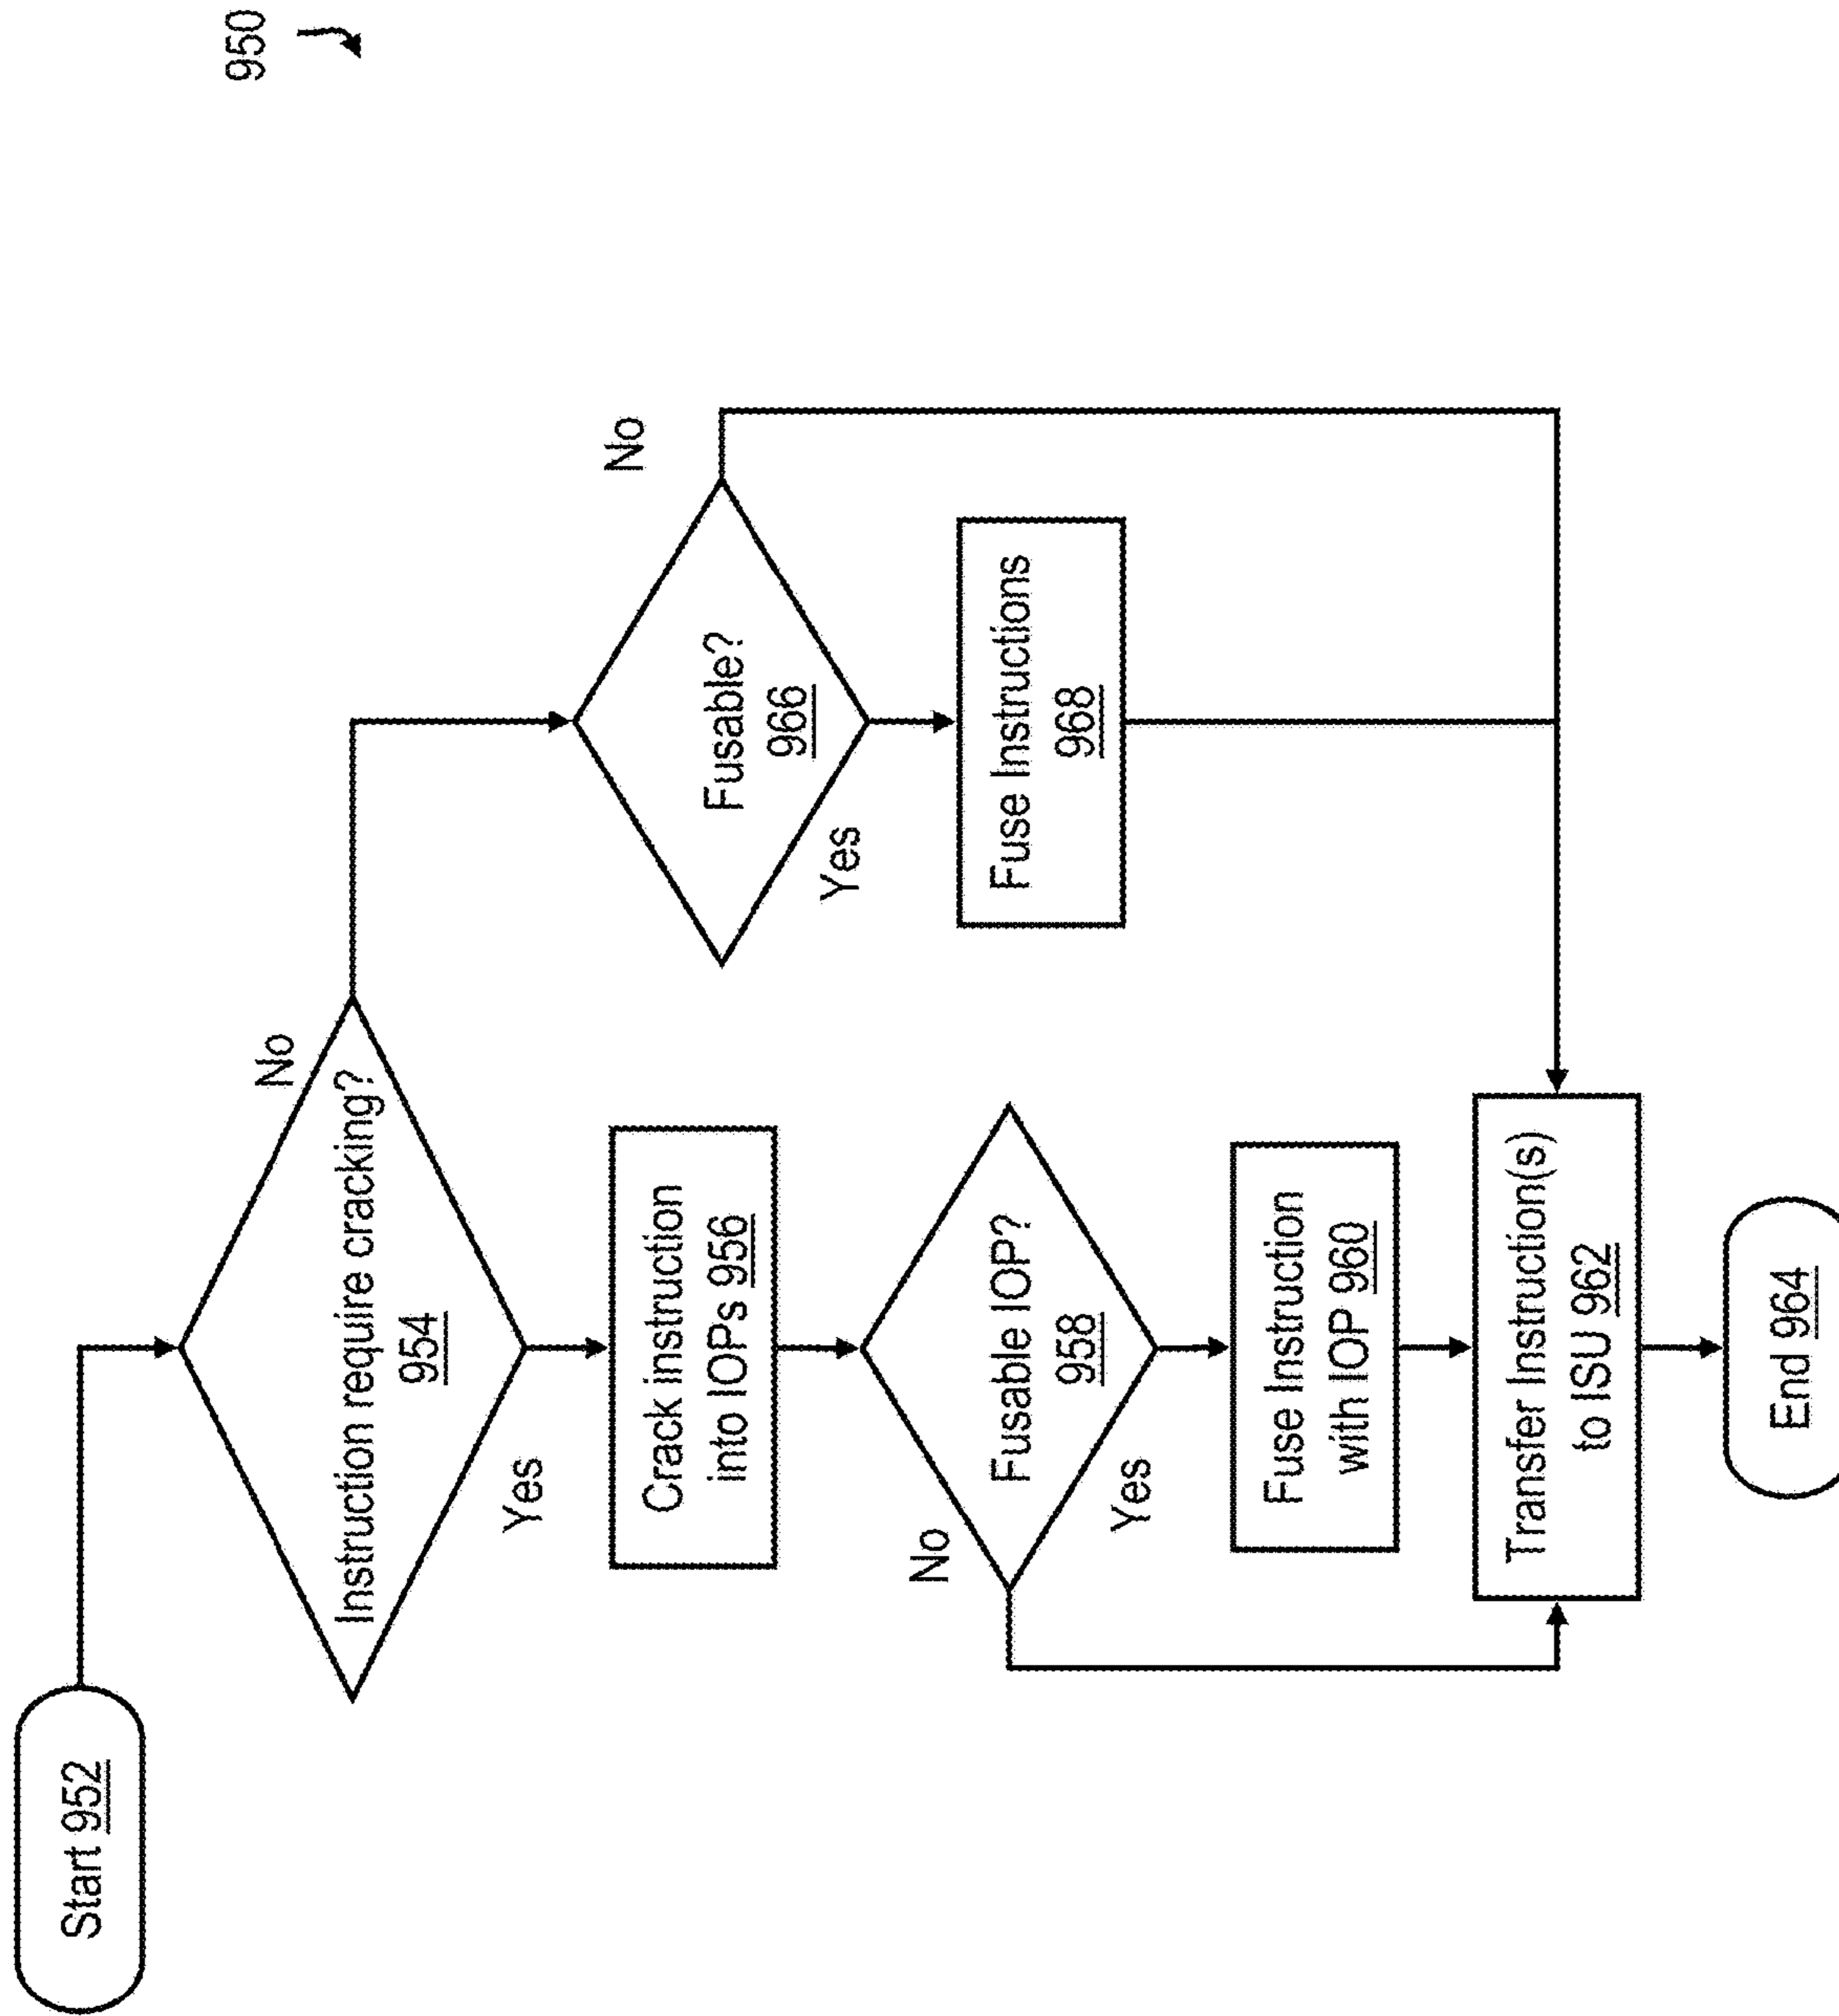 950
Start 952
Instruction require cracking?
954
No
Yes
Crack instruction
into IOPs 956
Fusable?
966
No
Yes
Fusable IOP?
958
No
Yes
Fuse Instructions
968
Fuse Instruction
with IOP 960
Transfer Instruction(s)
to ISU 962
End 964